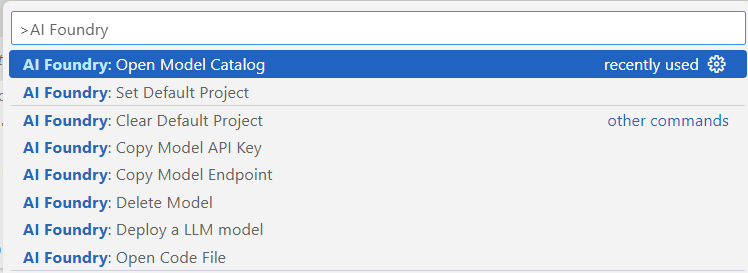 >AI Foundry
AI Foundry: Open Model Catalog recently used
AI Foundry: Set Default Project
AI Foundry: Clear Default Project other commands
AI Foundry: Copy Model API Key
AI Foundry: Copy Model Endpoint
AI Foundry: Delete Model
AI Foundry: Deploy a LLM model
AI Foundry: Open Code File